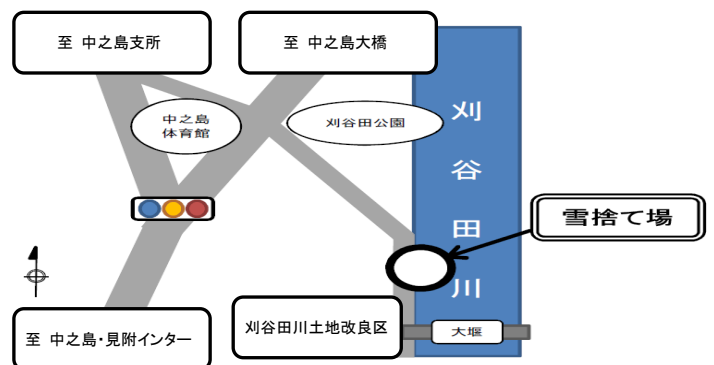 至 中之島支所
至 中之島大橋
中之島
体育館
刈谷田公園
刈谷田川
雪捨て場
至 中之島・見附インター
刈谷田川土地改良区
大堰